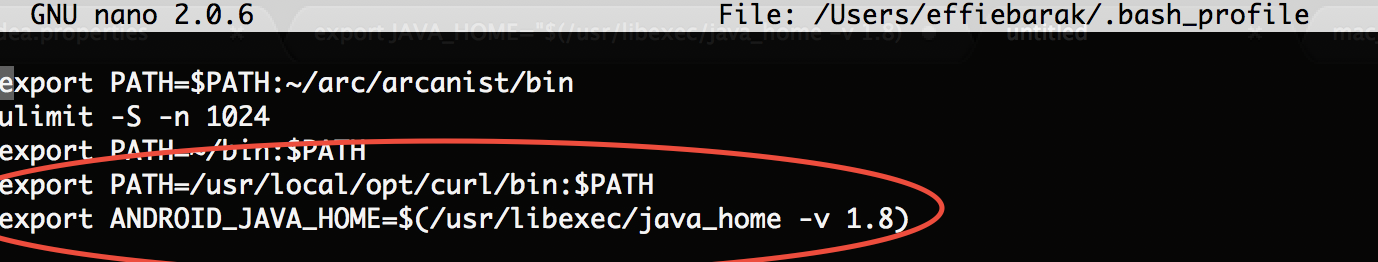 GNU nano 2.0.6 File: /Users/effiebarak/.bash_profile
dea.properties export JAVA_HOME="$(/usr/libexec/java_home -v 1.8) untitled mac
export PATH=$PATH:~/arc/arcanist/bin
ulimit -S -n 1024
export PATH=~/bin:$PATH
export PATH=/usr/local/opt/curl/bin:$PATH
export ANDROID_JAVA_HOME=$(/usr/libexec/java_home -v 1.8)